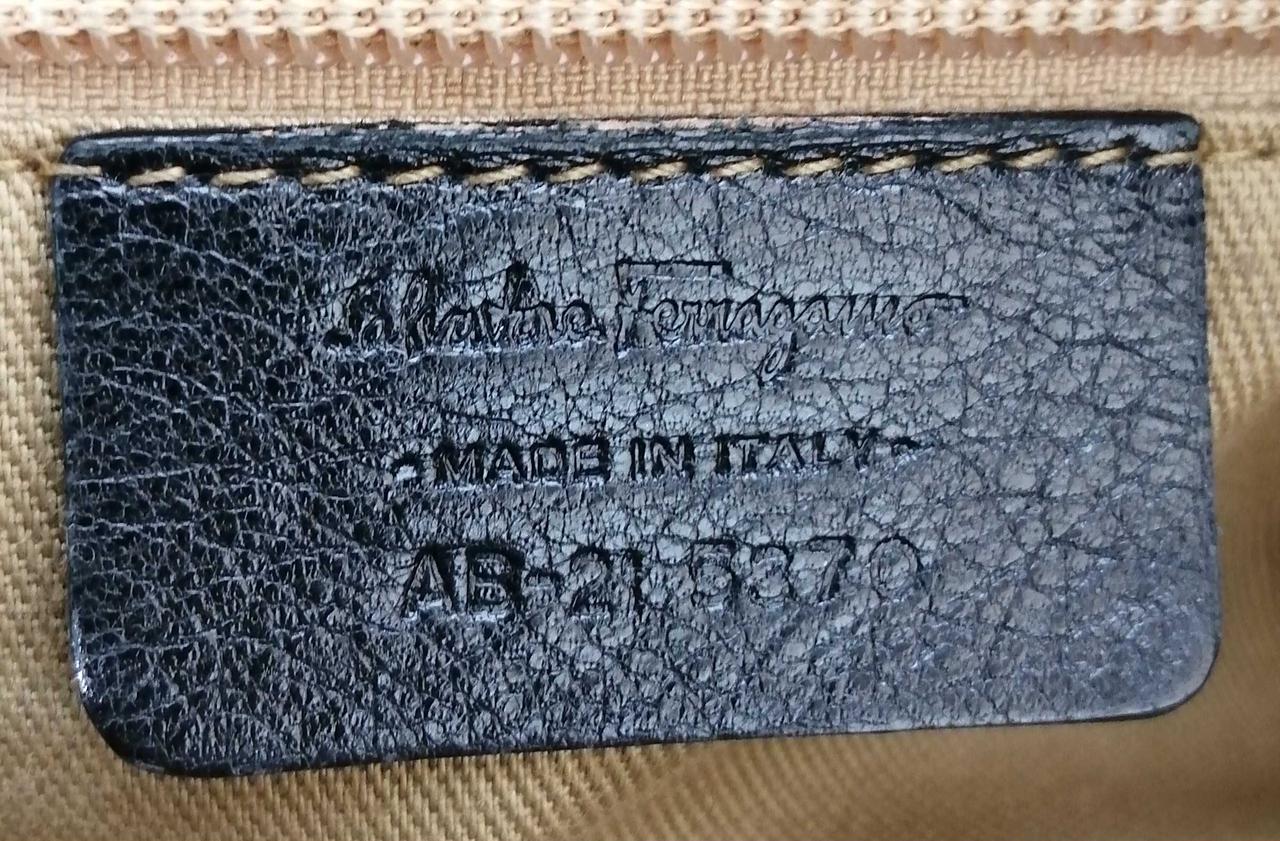 Salvatore Ferragamo
• MADE IN ITALY •
AB-21 5370